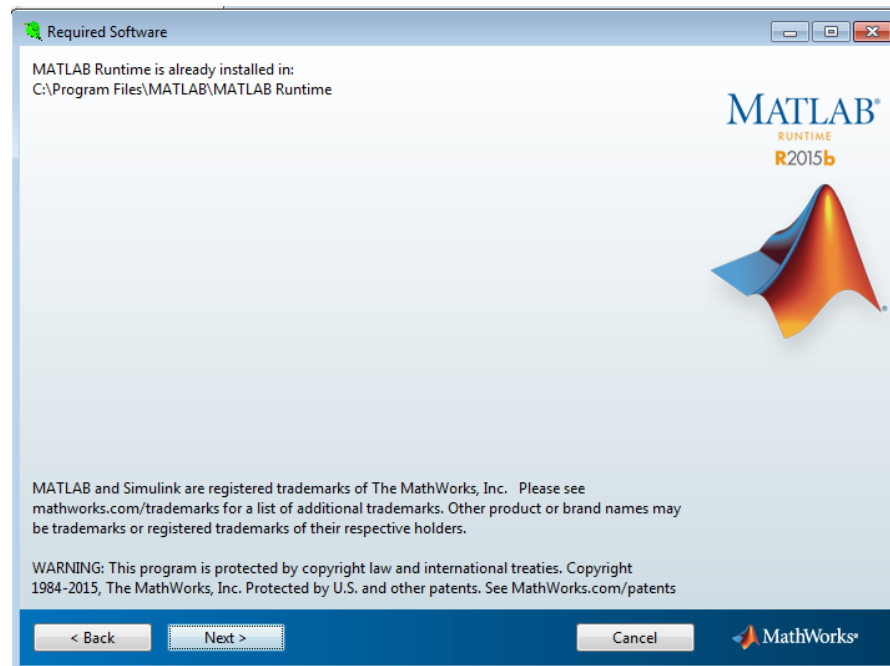 Required Software
MATLAB Runtime is already installed in:
C:\Program Files\MATLAB\MATLAB Runtime
MATLAB®
RUNTIME
R2015b
MATLAB and Simulink are registered trademarks of The MathWorks, Inc.   Please see
mathworks.com/trademarks for a list of additional trademarks. Other product or brand names may
be trademarks or registered trademarks of their respective holders.
WARNING: This program is protected by copyright law and international treaties. Copyright
1984-2015, The MathWorks, Inc. Protected by U.S. and other patents. See MathWorks.com/patents
< Back
Next >
Cancel
MathWorks®